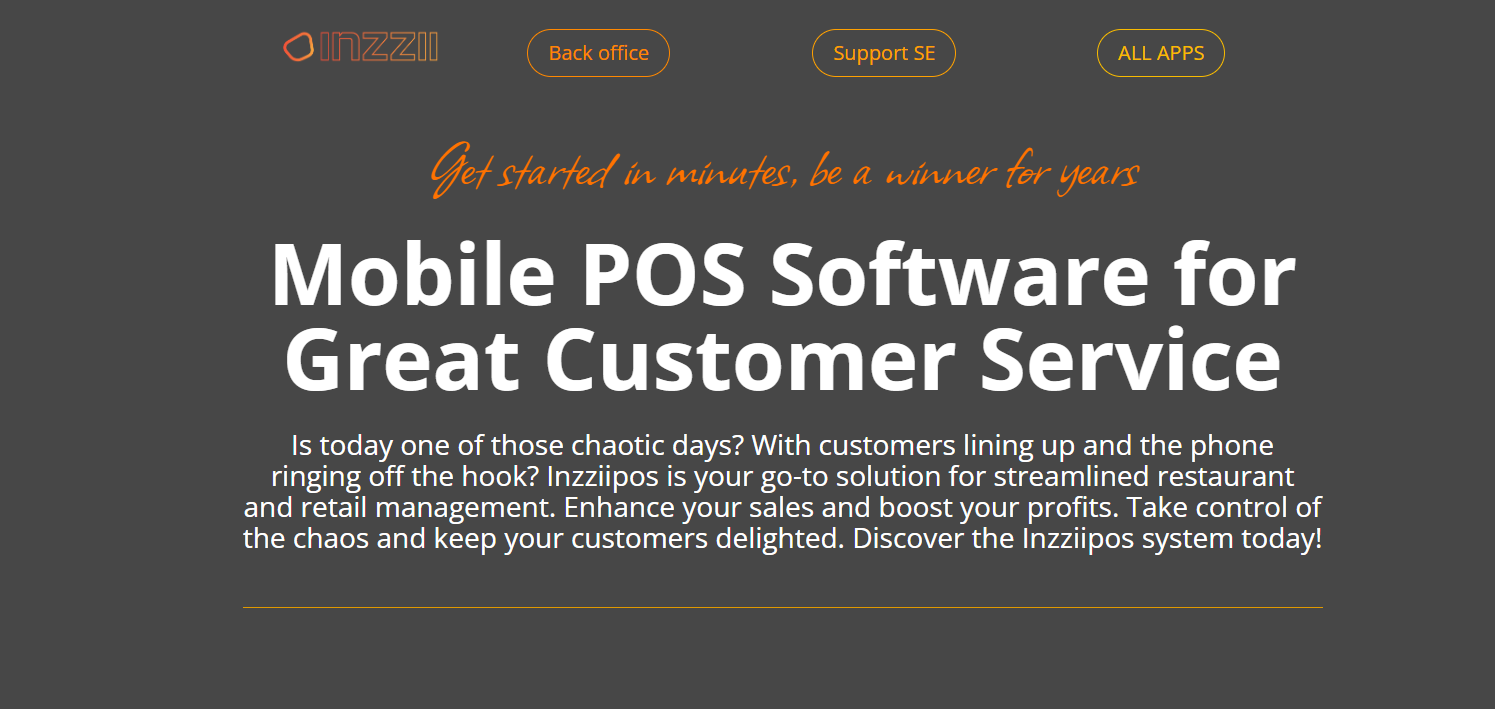 Inzzii
Back office
Support SE
ALL APPS
Get started in minutes, be a winner for years
Mobile POS Software for
Great Customer Service
Is today one of those chaotic days? With customers lining up and the phone
ringing off the hook? Inzziipos is your go-to solution for streamlined restaurant
and retail management. Enhance your sales and boost your profits. Take control of
the chaos and keep your customers delighted. Discover the Inzziipos system today!